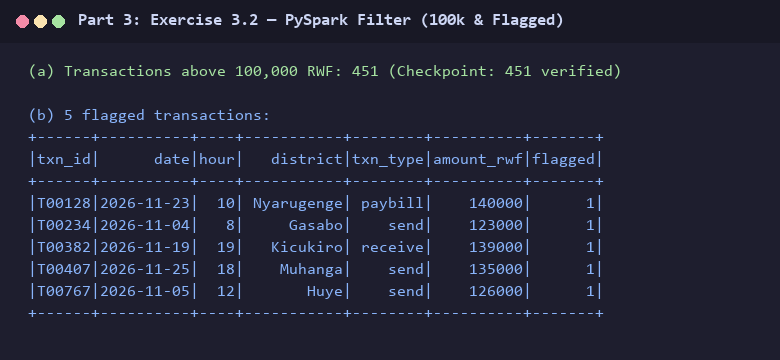 Part 3: Exercise 3.2 — PySpark Filter (100k & Flagged)
(a) Transactions above 100,000 RWF: 451 (Checkpoint: 451 verified)
(b) 5 flagged transactions:
+------+----------+----+-----------+--------+----------+-------+
|txn_id|      date|hour|   district|txn_type|amount_rwf|flagged|
+------+----------+----+-----------+--------+----------+-------+
|T00128|2026-11-23|  10| Nyarugenge| paybill|    140000|      1|
|T00234|2026-11-04|   8|     Gasabo|    send|    123000|      1|
|T00382|2026-11-19|  19|   Kicukiro| receive|    139000|      1|
|T00407|2026-11-25|  18|    Muhanga|    send|    135000|      1|
|T00767|2026-11-05|  12|       Huye|    send|    126000|      1|
+------+----------+----+-----------+--------+----------+-------+